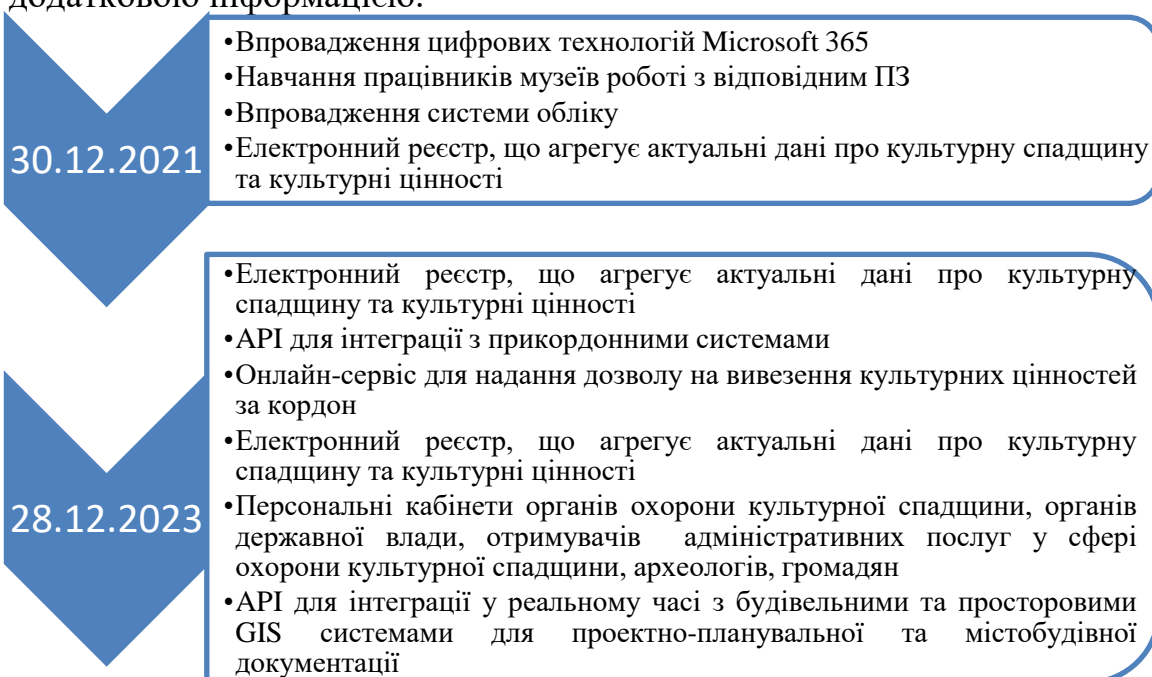 додатковою інформацією.
•Впровадження цифрових технологій Microsoft 365
•Навчання працівників музеїв роботі з відповідним ПЗ
•Впровадження системи обліку
30.12.2021
•Електронний реєстр, що агрегує актуальні дані про культурну спадщину
та культурні цінності
•Електронний реєстр, що агрегує актуальні дані про культурну
спадщину та культурні цінності
•API для інтеграції з прикордонними системами
•Онлайн-сервіс для надання дозволу на вивезення культурних цінностей
за кордон
•Електронний реєстр, що агрегує актуальні дані про культурну
спадщину та культурні цінності
28.12.2023
•Персональні кабінети органів охорони культурної спадщини, органів
державної влади, отримувачів адміністративних послуг у сфері
охорони культурної спадщини, археологів, громадян
•API для інтеграції у реальному часі з будівельними та просторовими
GIS системами для проектно-планувальної та містобудівної
документації